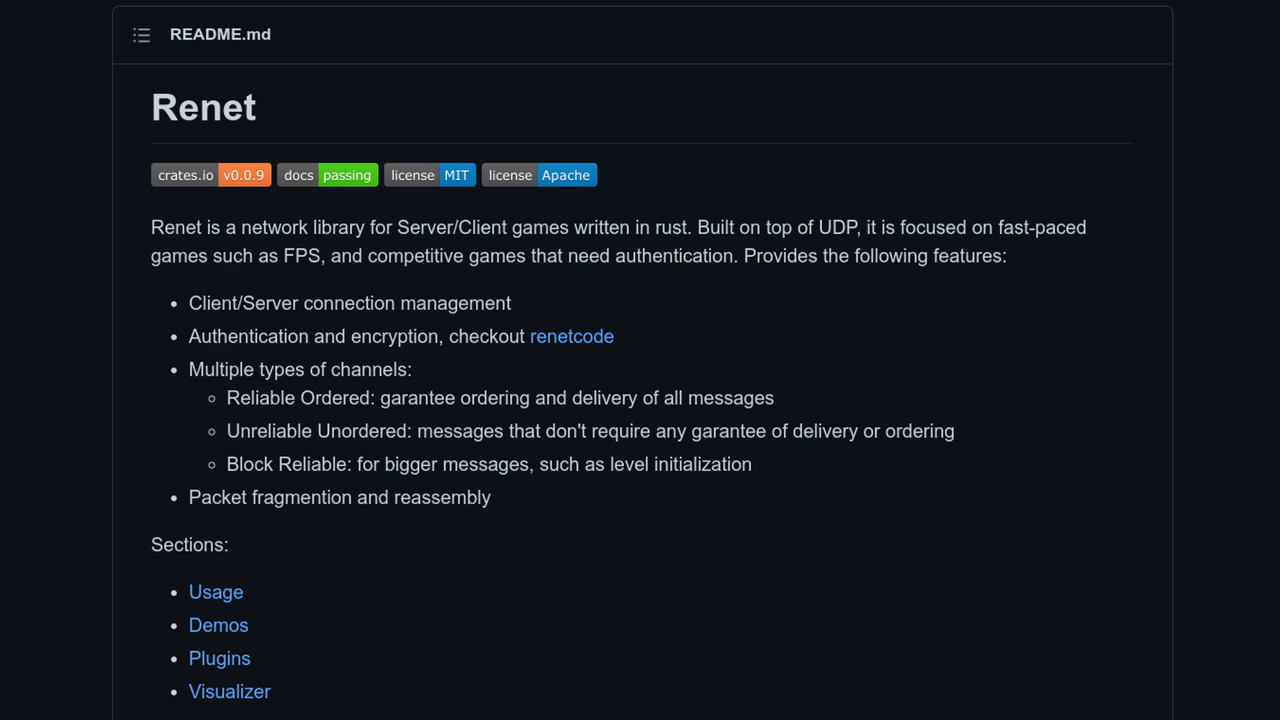 README.md
Renet
crates.io v0.0.9 docs passing license MIT license Apache
Renet is a network library for Server/Client games written in rust. Built on top of UDP, it is focused on fast-paced
games such as FPS, and competitive games that need authentication. Provides the following features:
• Client/Server connection management
• Authentication and encryption, checkout renetcode
• Multiple types of channels:
◦ Reliable Ordered: garantee ordering and delivery of all messages
◦ Unreliable Unordered: messages that don't require any garantee of delivery or ordering
◦ Block Reliable: for bigger messages, such as level initialization
• Packet fragmention and reassembly
Sections:
• Usage
• Demos
• Plugins
• Visualizer